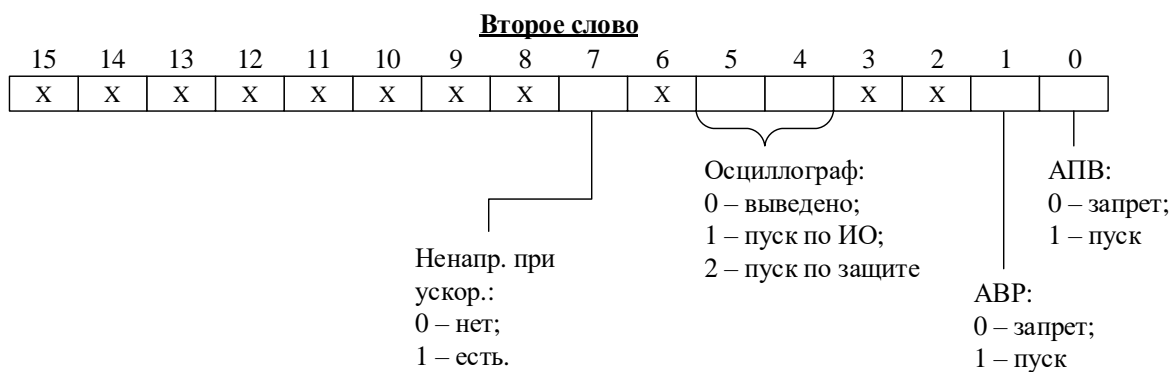 Второе слово
15 14 13 12 11 10 9 8 7 6 5 4 3 2 1 0
X X X X X X X X X X X
Осциллограф:
0 – выведено;
1 – пуск по ИО;
2 – пуск по защите
АПВ:
0 – запрет;
1 – пуск
Ненапр. при
ускор.:
0 – нет;
1 – есть.
АВР:
0 – запрет;
1 – пуск